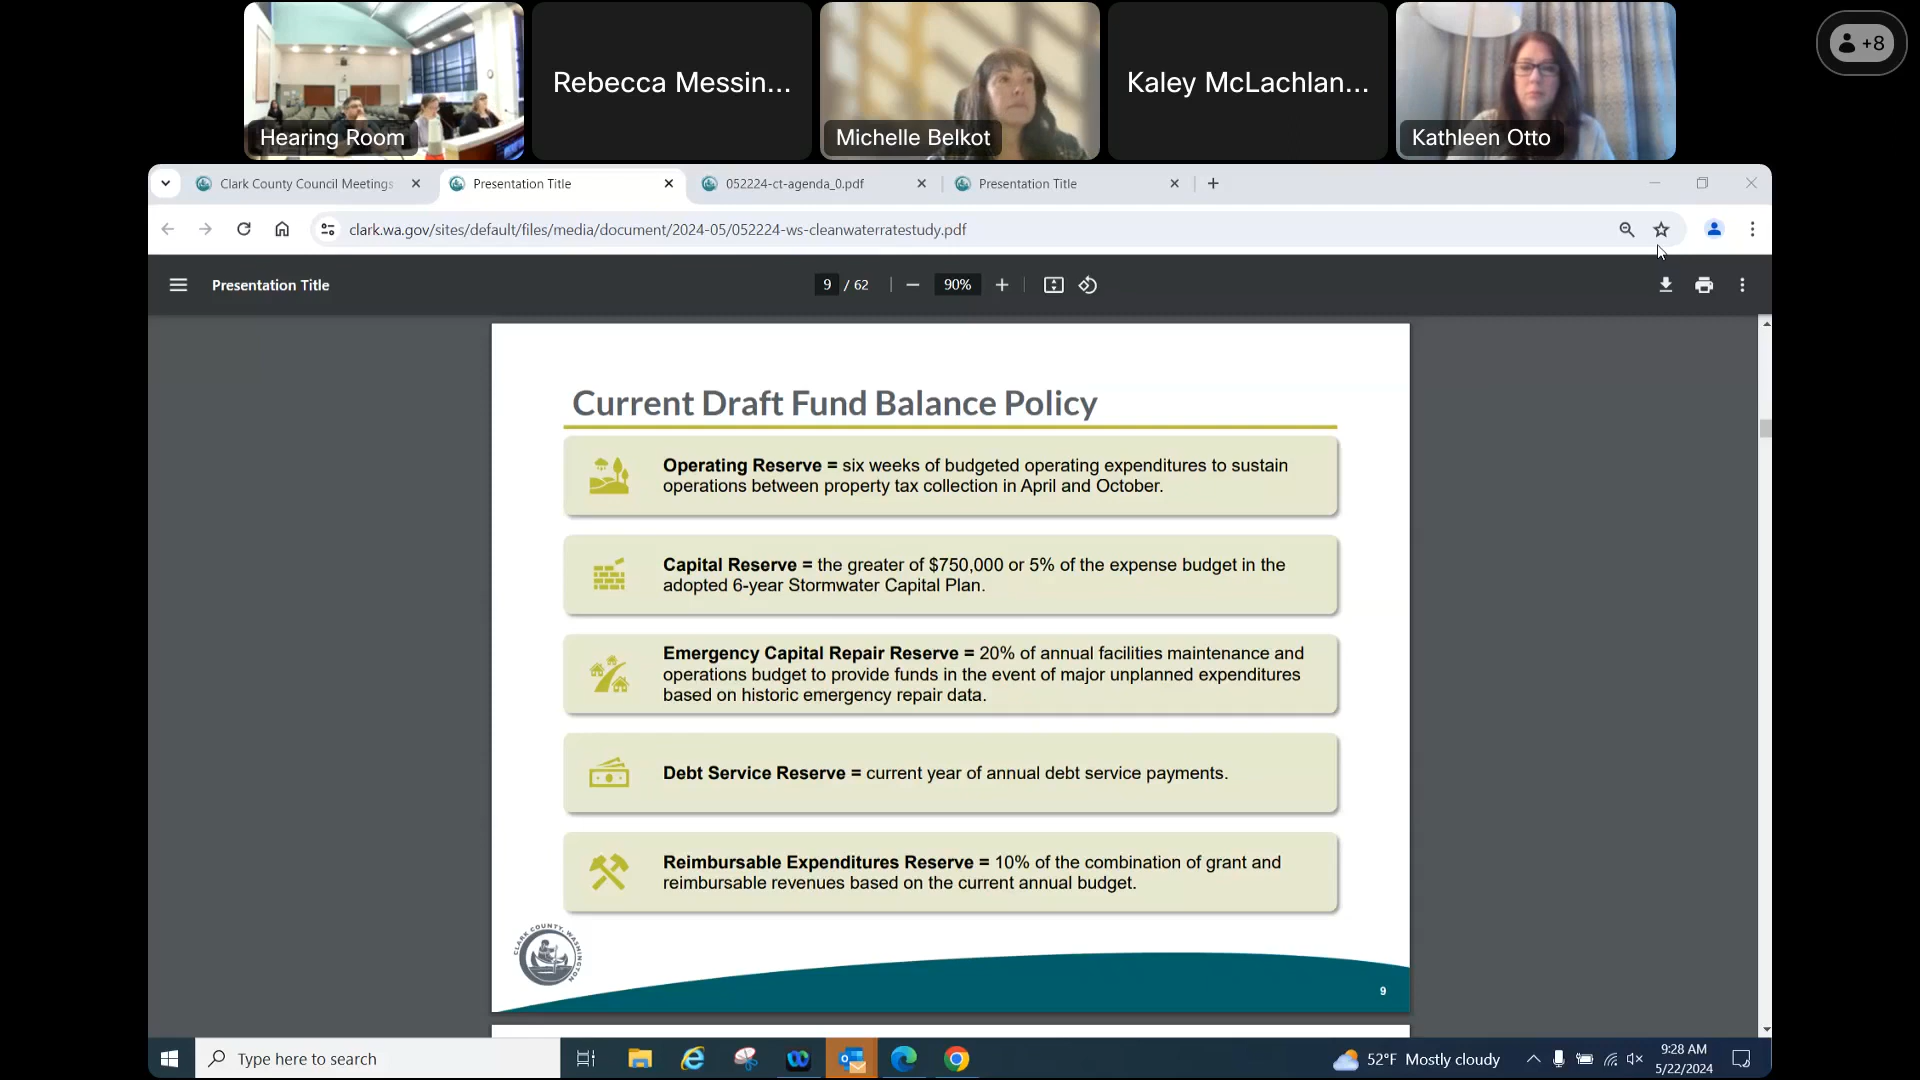 Hearing Room
Rebecca Messin...
Michelle Belkot
Kaley McLachlan...
Kathleen Otto
+8
Clark County Council Meetings
Presentation Title
052224-ct-agenda_0.pdf
Presentation Title
clark.wa.gov/sites/default/files/media/document/2024-05/052224-ws-cleanwaterratestudy.pdf
Presentation Title
9 / 62
90%
Current Draft Fund Balance Policy
Operating Reserve = six weeks of budgeted operating expenditures to sustain
operations between property tax collection in April and October.
Capital Reserve = the greater of $750,000 or 5% of the expense budget in the
adopted 6-year Stormwater Capital Plan.
Emergency Capital Repair Reserve = 20% of annual facilities maintenance and
operations budget to provide funds in the event of major unplanned expenditures
based on historic emergency repair data.
Debt Service Reserve = current year of annual debt service payments.
Reimbursable Expenditures Reserve = 10% of the combination of grant and
reimbursable revenues based on the current annual budget.
CLARK COUNTY, WASHINGTON
9
Type here to search
52°F Mostly cloudy
9:28 AM
5/22/2024